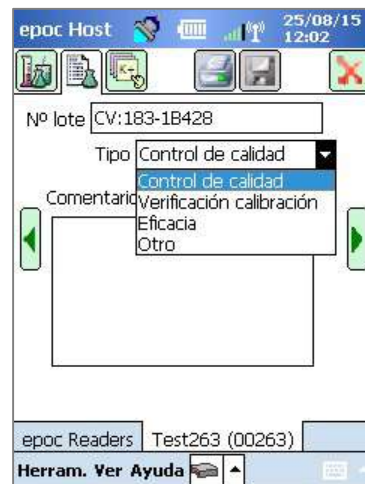 epoc Host 25/08/15
12:02
Nº lote CV:183-1B428
Tipo Control de calidad
Control de calidad
Comentario Verificación calibración
Eficacia
Otro
epoc Readers Test263 (00263)
Herram. Ver Ayuda